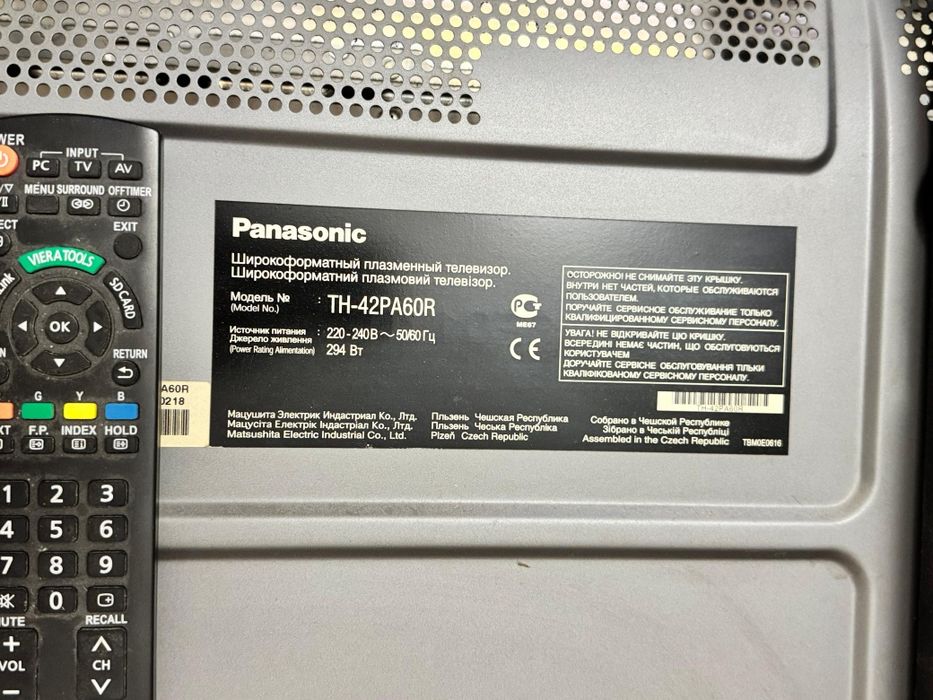 WER
INPUT
PC TV AV
MENU SURROUND OFFTIMER
ECT
EXIT
VIERA TOOLS
Link
SD CARD
OK
RETURN
G Y B
F.P. INDEX HOLD
1 2 3
4 5 6
7 8 9
0
MUTE
RECALL
+
VOL
CH
A60R
0218
Panasonic
Широкоформатный плазменный телевизор.
Широкоформатний плазмовий телевізор.
Модель №
(Model No.)
: TH-42PA60R
Источник питания
Джерело живлення
(Power Rating Alimentation)
: 220 - 240 В ~ 50/60 Гц
294 Вт
РСТ
ME67
CE
ОСТОРОЖНО! НЕ СНИМАЙТЕ ЭТУ КРЫШКУ.
ВНУТРИ НЕТ ЧАСТЕЙ, КОТОРЫЕ ОБСЛУЖИВАЮТСЯ
ПОЛЬЗОВАТЕЛЕМ.
ПОРУЧАЙТЕ СЕРВИСНОЕ ОБСЛУЖИВАНИЕ ТОЛЬКО
КВАЛИФИЦИРОВАННОМУ СЕРВИСНОМУ ПЕРСОНАЛУ.
УВАГА! НЕ ВІДКРИВАЙТЕ ЦЮ КРИШКУ.
ВСЕРЕДИНІ НЕМАЄ ЧАСТИН, ЩО ОБСЛУГОВУЮТЬСЯ
КОРИСТУВАЧЕМ
ДОРУЧАЙТЕ СЕРВІСНЕ ОБСЛУГОВУВАННЯ ТІЛЬКИ
КВАЛІФІКОВАНОМУ СЕРВІСНОМУ ПЕРСОНАЛУ.
TH-42PA60R
Мацушита Электрик Индастриал Ко., Лтд.
Мацусіта Електрік Індастріал Ко., Лтд.
Matsushita Electric Industrial Co., Ltd.
Пльзень Чешская Республика
Пльзень Чеська Республіка
Plzeň Czech Republic
Собрано в Чешской Республике
Зібрано в Чеській Республіці
Assembled in the Czech Republic
TBM0E0616